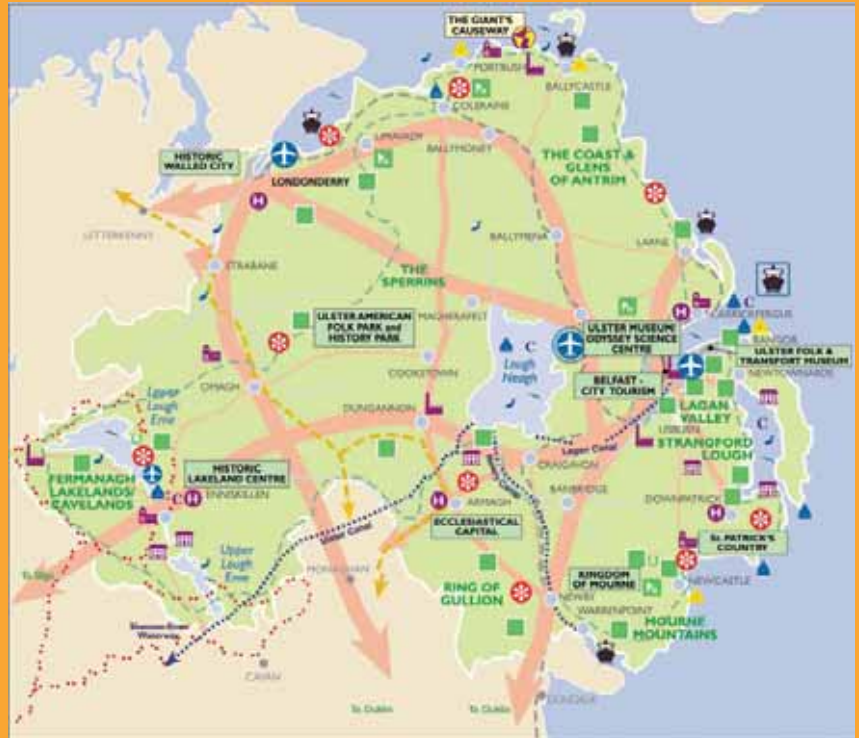 THE GIANT'S
CAUSEWAY
PORTRUSH
BALLYCASTLE
COLERAINE
LIMAVADY
BALLYMONEY
HISTORIC
WALLED CITY
LONDONDERRY
THE COAST &
GLENS
OF ANTRIM
LETTERKENNY
STRABANE
BALLYMENA
LARNE
THE
SPERRINS
MAGHERAFELT
CARRICKFERGUS
ULSTER AMERICAN
FOLK PARK and
HISTORY PARK
ULSTER MUSEUM/
ODYSSEY SCIENCE
CENTRE
BANGOR
ULSTER FOLK &
TRANSPORT MUSEUM
NEWTOWNARDS
C
C
Lough
Neagh
COOKSTOWN
BELFAST -
CITY TOURISM
OMAGH
Lower
Lough
Erne
DUNGANNON
LAGAN
VALLEY
LISBURN
STRANGFORD
LOUGH
C
Lagan Canal
CRAIGAVON
HISTORIC
LAKELAND CENTRE
FERMANAGH
LAKELANDS/
CAVELANDS
C
H
ENNISKILLEN
H
ARMAGH
BANBRIDGE
DOWNPATRICK
H
H
H
Ulster Canal
ECCLESIASTICAL
CAPITAL
St. PATRICK'S
COUNTRY
Upper
Lough
Erne
MONAGHAN
KINGDOM
OF MOURNE
NEWCASTLE
To Sligo
RING OF
GULLION
NEWRY
WARRENPOINT
MOURNE
MOUNTAINS
Shannon-Erne
Waterway
CAVAN
To Dublin
To Dublin
DUNDALK